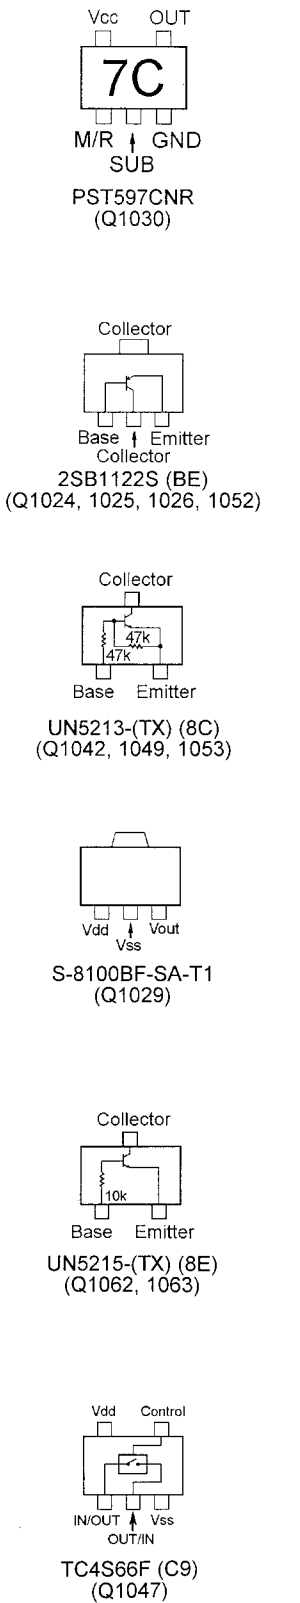 Vcc OUT
7C
M/R GND
SUB
PST597CNR
(Q1030)
Collector
Base Emitter
Collector
2SB1122S (BE)
(Q1024, 1025, 1026, 1052)
Collector
47k
47k
Base Emitter
UN5213-(TX) (8C)
(Q1042, 1049, 1053)
Vdd Vout
Vss
S-8100BF-SA-T1
(Q1029)
Collector
10k
Base Emitter
UN5215-(TX) (8E)
(Q1062, 1063)
Vdd Control
IN/OUT Vss
OUT/IN
TC4S66F (C9)
(Q1047)